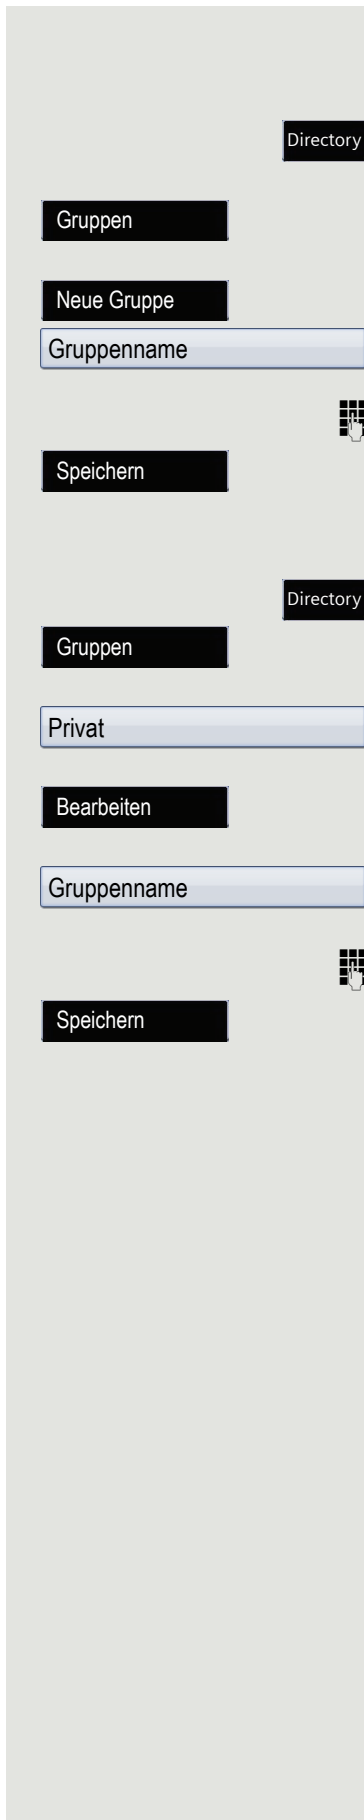 Directory
Gruppen
Neue Gruppe
Gruppenname
Speichern
Directory
Gruppen
Privat
Bearbeiten
Gruppenname
Speichern